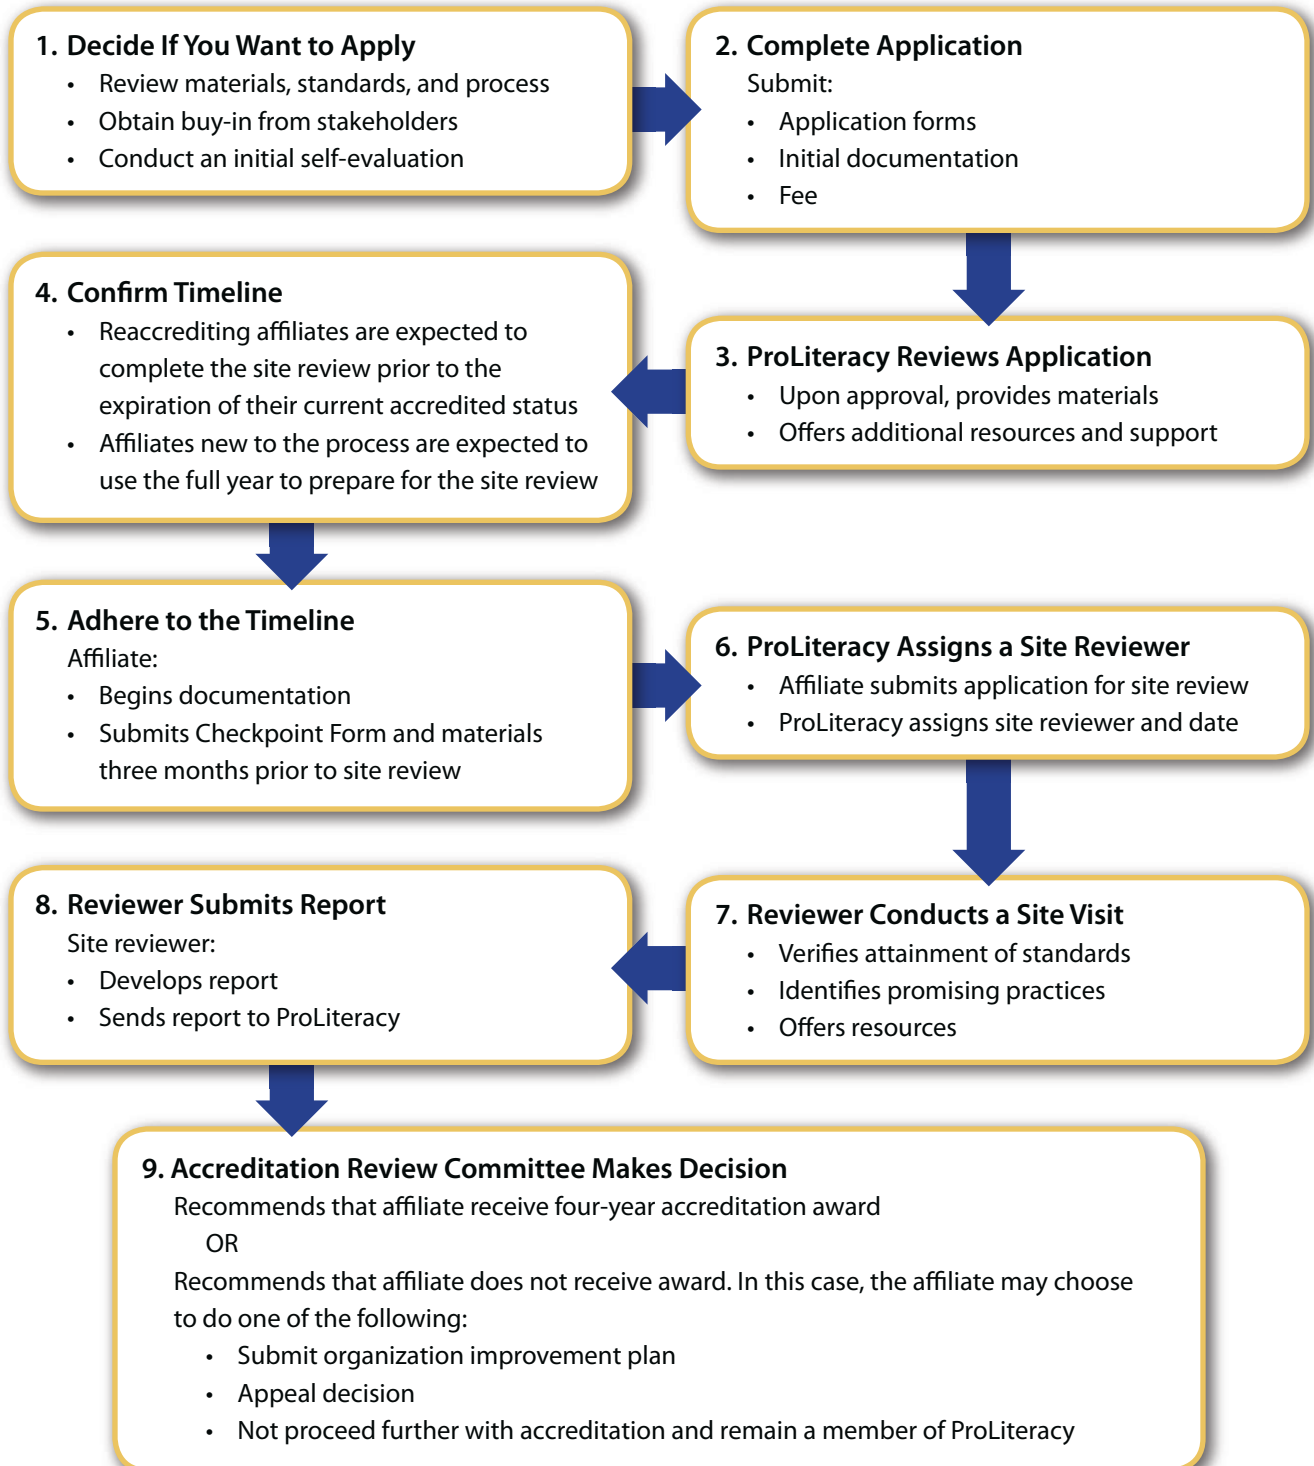 1. Decide If You Want to Apply
• Review materials, standards, and process
• Obtain buy-in from stakeholders
• Conduct an initial self-evaluation
2. Complete Application
Submit:
• Application forms
• Initial documentation
• Fee
3. ProLiteracy Reviews Application
• Upon approval, provides materials
• Offers additional resources and support
4. Confirm Timeline
• Reaccrediting affiliates are expected to
complete the site review prior to the
expiration of their current accredited status
• Affiliates new to the process are expected to
use the full year to prepare for the site review
5. Adhere to the Timeline
Affiliate:
• Begins documentation
• Submits Checkpoint Form and materials
three months prior to site review
6. ProLiteracy Assigns a Site Reviewer
• Affiliate submits application for site review
• ProLiteracy assigns site reviewer and date
7. Reviewer Conducts a Site Visit
• Verifies attainment of standards
• Identifies promising practices
• Offers resources
8. Reviewer Submits Report
Site reviewer:
• Develops report
• Sends report to ProLiteracy
9. Accreditation Review Committee Makes Decision
Recommends that affiliate receive four-year accreditation award
OR
Recommends that affiliate does not receive award. In this case, the affiliate may choose
to do one of the following:
• Submit organization improvement plan
• Appeal decision
• Not proceed further with accreditation and remain a member of ProLiteracy